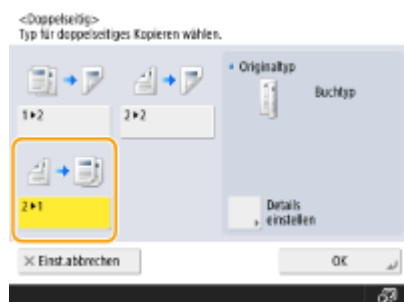 <Doppelseitig>
Typ für doppelseitiges Kopieren wählen.
Originaltyp
Buchtyp
1▶2
2▶2
2▶1
Details
einstellen
× Einst.abbrechen
OK